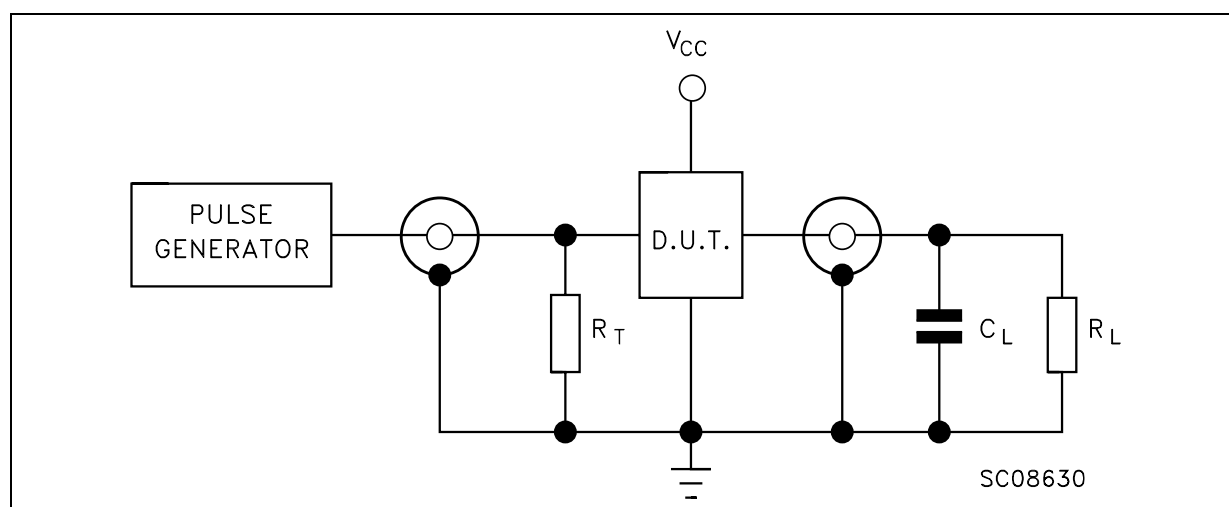 VCC
PULSE
GENERATOR
D.U.T.
RT
CL
RL
SC08630